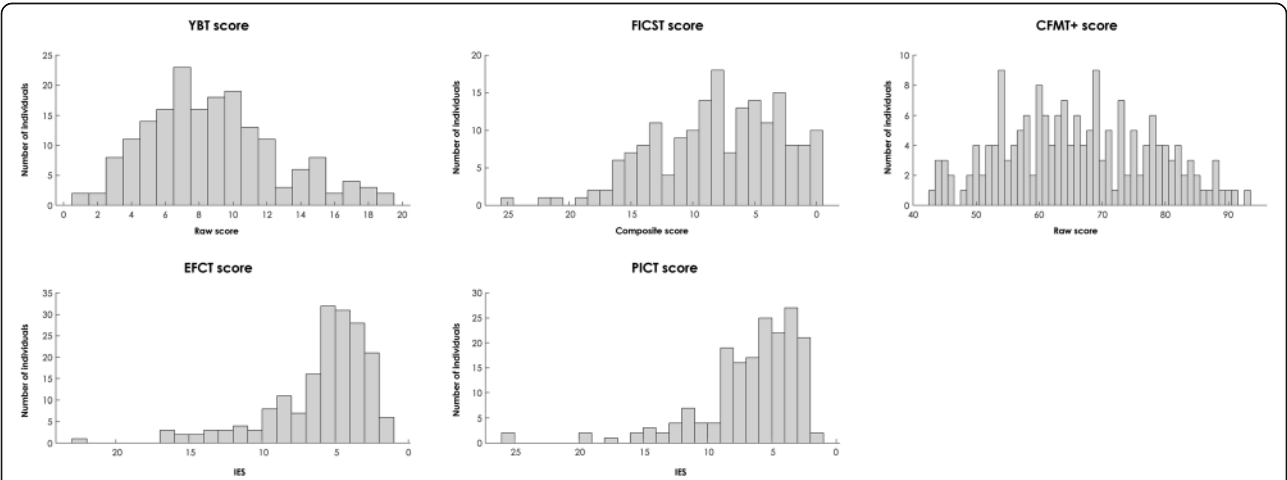 YBT score
FICST score
CFMT+ score
Number of individuals
25
20
15
10
5
0
0 2 4 6 8 10 12 14 16 18 20
Raw score
Number of individuals
20
15
10
5
0
25 20 15 10 5 0
Composite score
Number of individuals
10
8
6
4
2
0
40 50 60 70 80 90
Raw score
EFCT score
PICT score
Number of individuals
35
30
25
20
15
10
5
0
20 15 10 5 0
IES
Number of individuals
30
25
20
15
10
5
0
25 20 15 10 5 0
IES